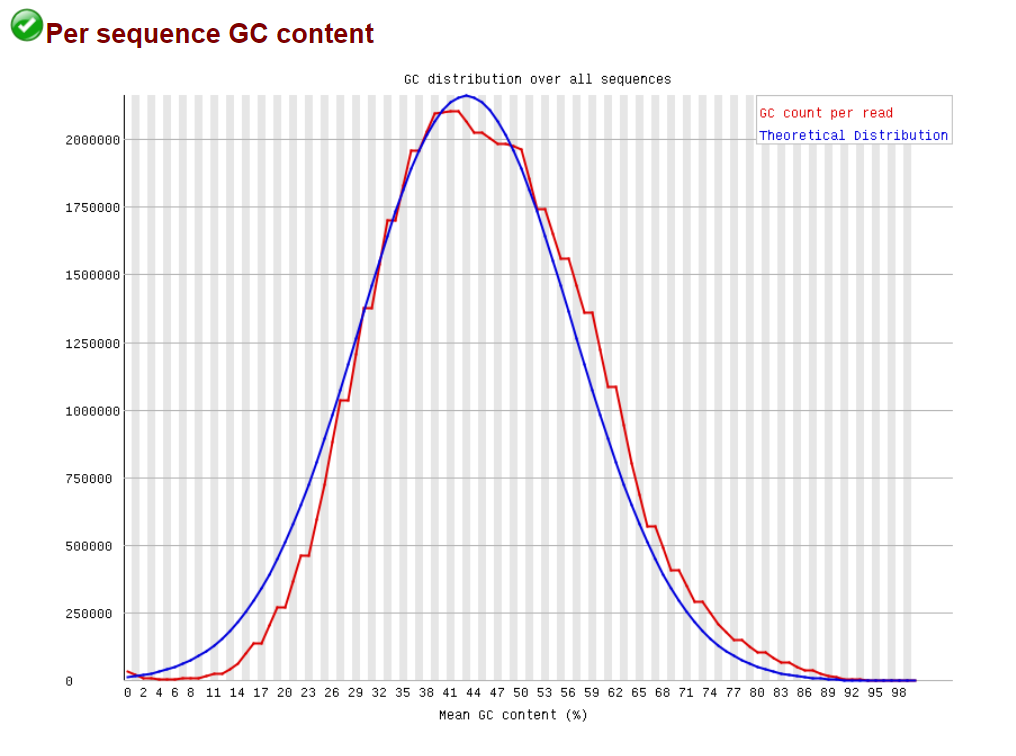 Per sequence GC content
GC distribution over all sequences
GC count per read
Theoretical Distribution
2000000
1750000
1500000
1250000
1000000
750000
500000
250000
0
0 2 4 6 8 11 14 17 20 23 26 29 32 35 38 41 44 47 50 53 56 59 62 65 68 71 74 77 80 83 86 89 92 95 98
Mean GC content (%)